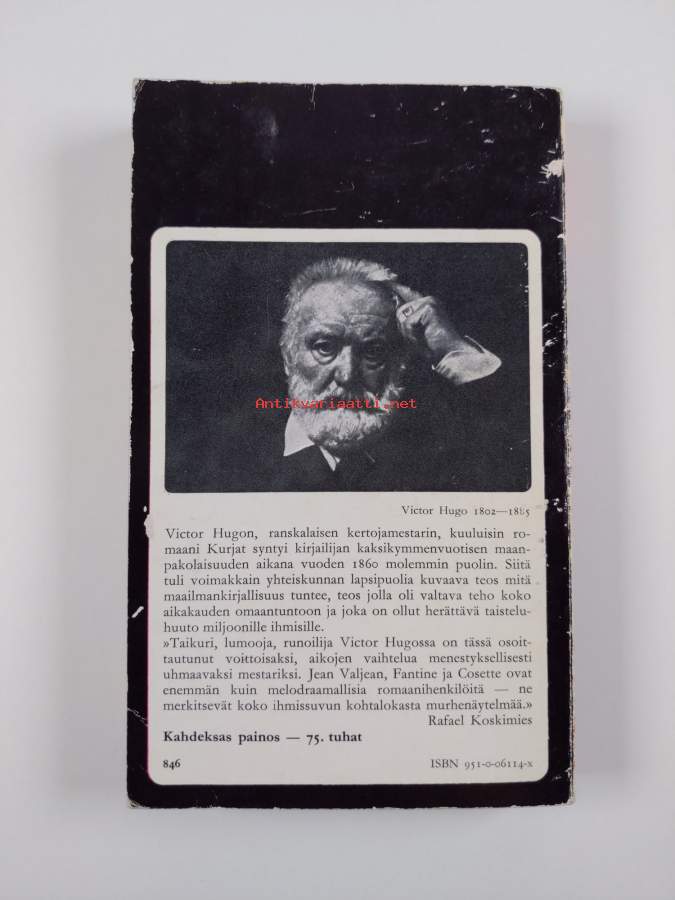 Antikvariaatti.net
Victor Hugo 1802—1885
Victor Hugon, ranskalaisen kertojamestarin, kuuluisin ro-
maani Kurjat syntyi kirjailijan kaksikymmenvuotisen maan-
pakolaisuuden aikana vuoden 1860 molemmin puolin. Siitä
tuli voimakkain yhteiskunnan lapsipuolia kuvaava teos mitä
maailmankirjallisuus tuntee, teos jolla oli valtava teho koko
aikakauden omaantuntoon ja joka on ollut herättävä taistelu-
huuto miljoonille ihmisille.
»Taikuri, lumooja, runoilija Victor Hugossa on tässä osoit-
tautunut voittoisaksi, aikojen vaihtelua menestyksellisesti
uhmaavaksi mestariksi. Jean Valjean, Fantine ja Cosette ovat
enemmän kuin melodraamallisia romaanihenkilöitä — ne
merkitsevät koko ihmissuvun kohtalokasta murhenäytelmää.»
Rafael Koskimies
Kahdeksas painos — 75. tuhat
846 ISBN 951-0-06114-x